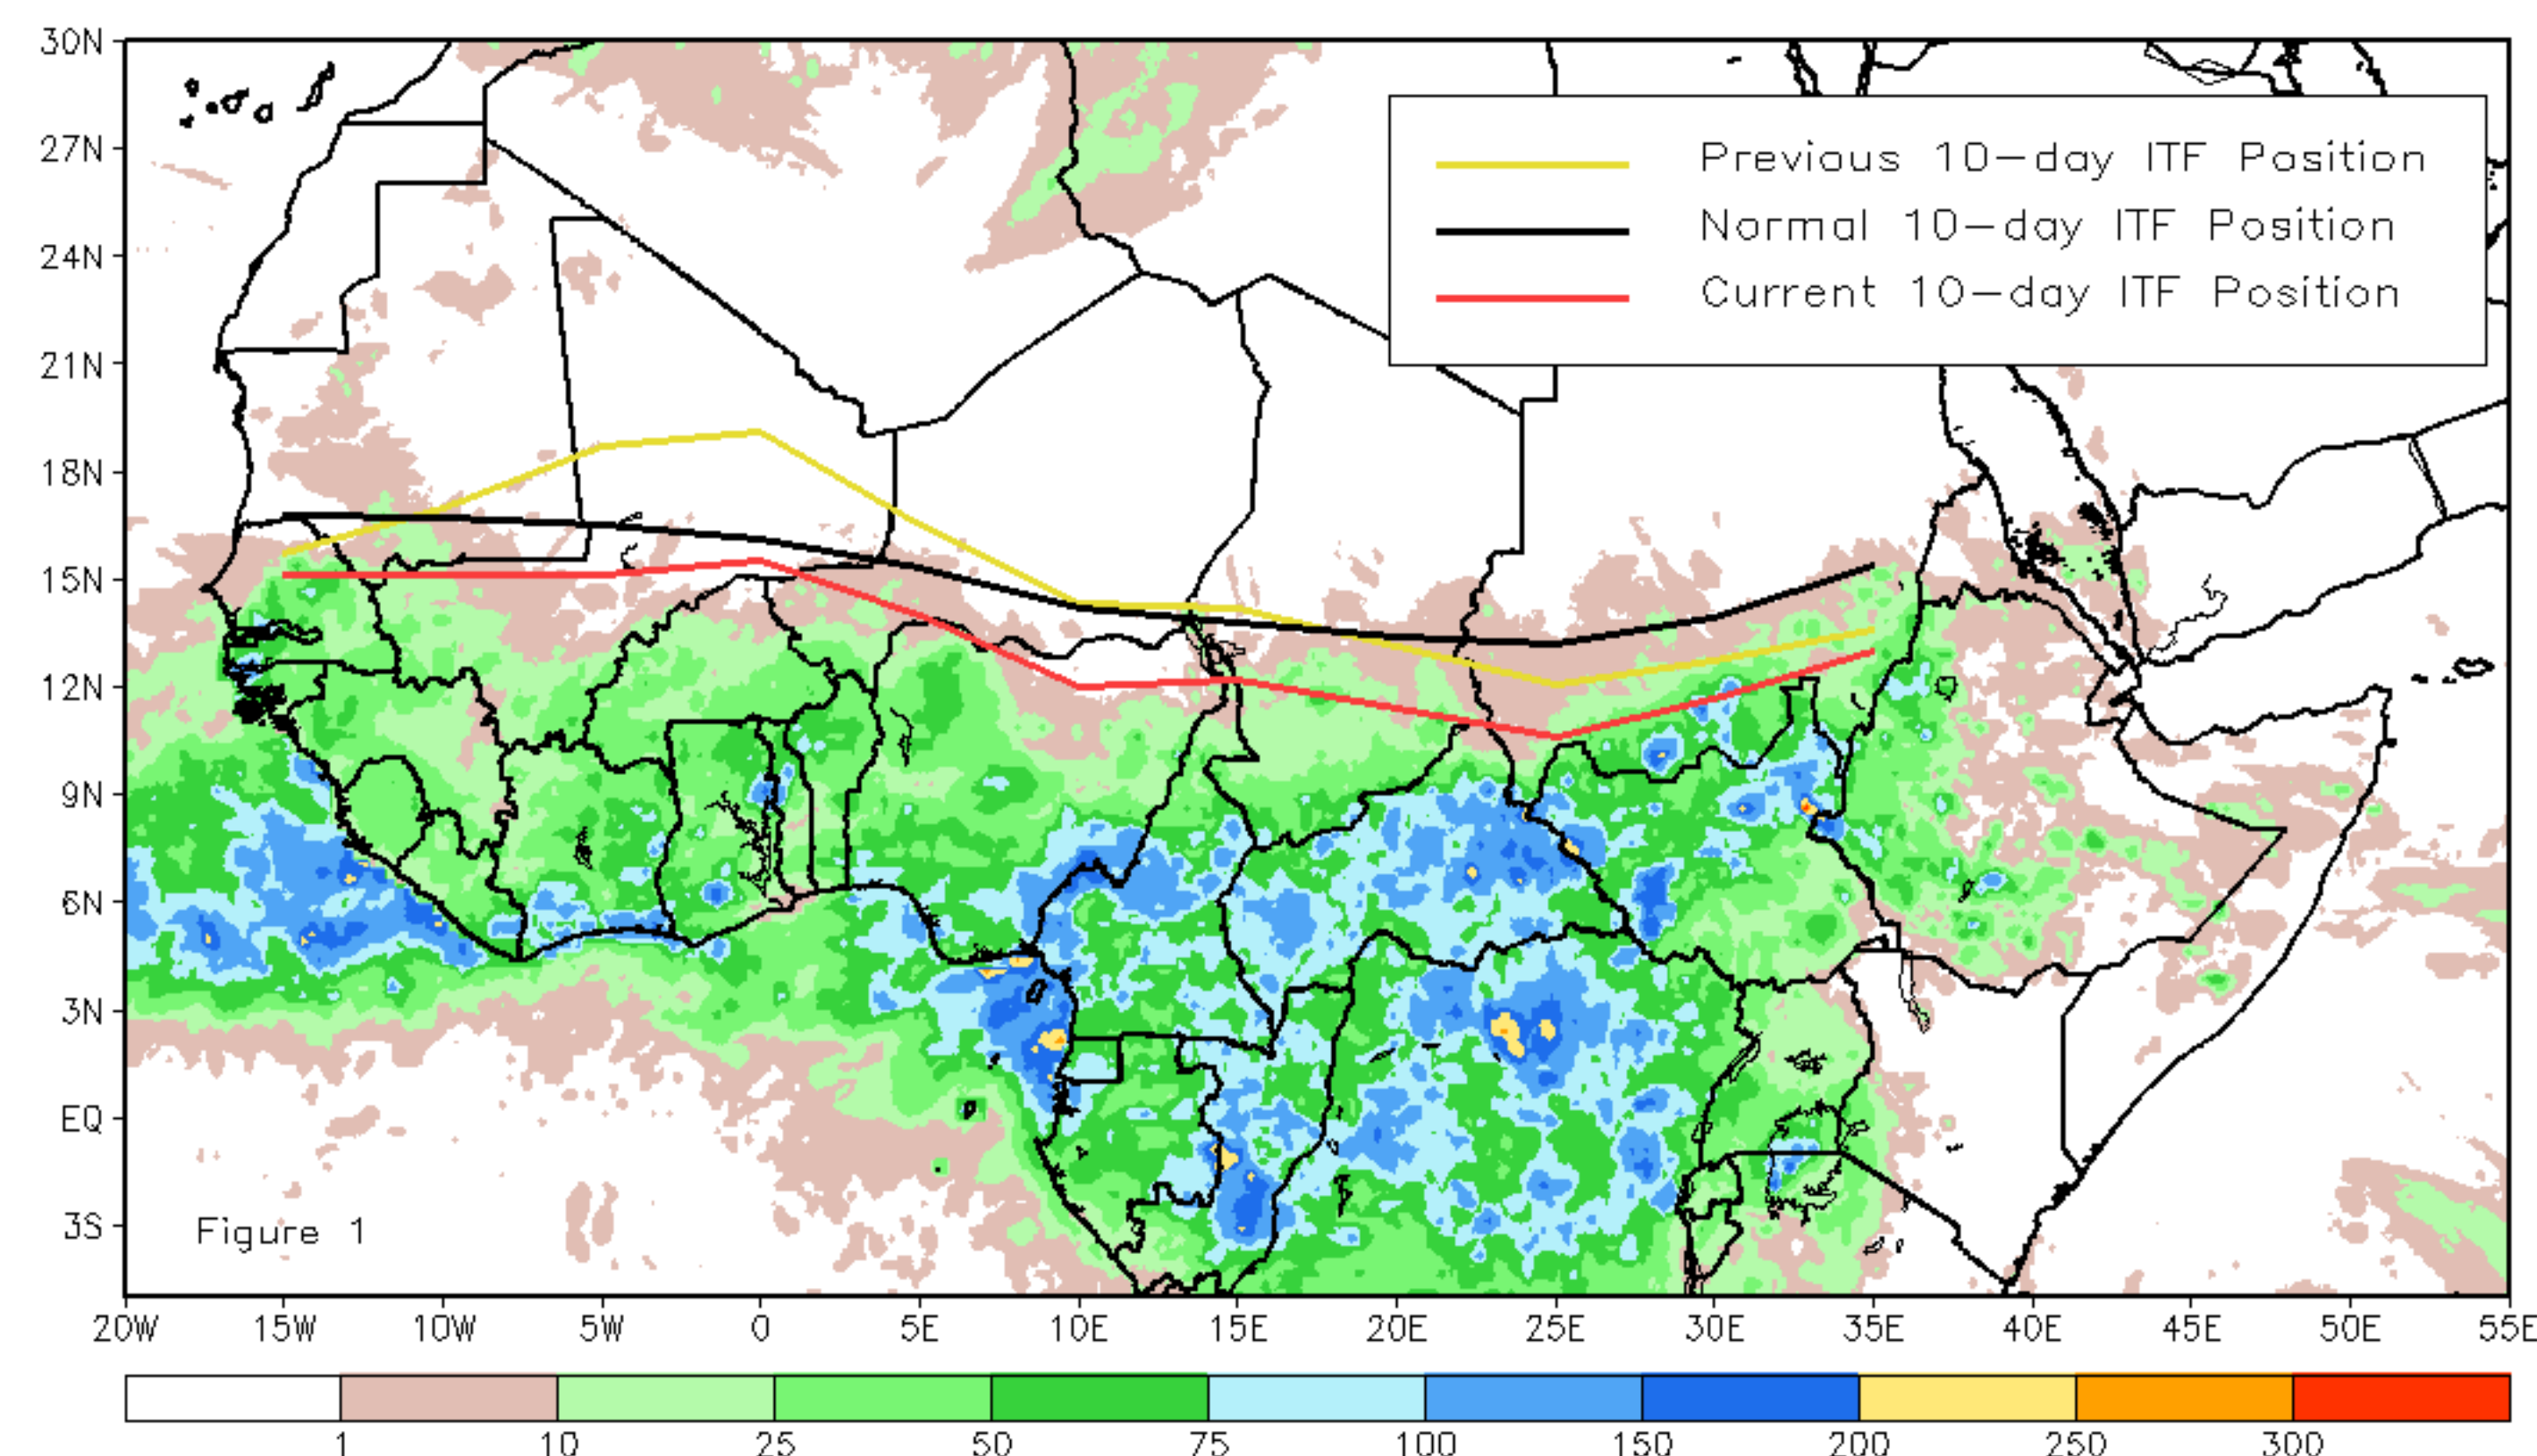 30N
27N
24N
21N
18N
15N
12N
9N
6N
3N
EQ
3S
Previous 10-day ITF Position
Normal 10-day ITF Position
Current 10-day ITF Position
Figure 1
20W 15W 10W 5W 0 5E 10E 15E 20E 25E 30E 35E 40E 45E 50E 55E
1 10 25 50 75 100 150 200 250 300